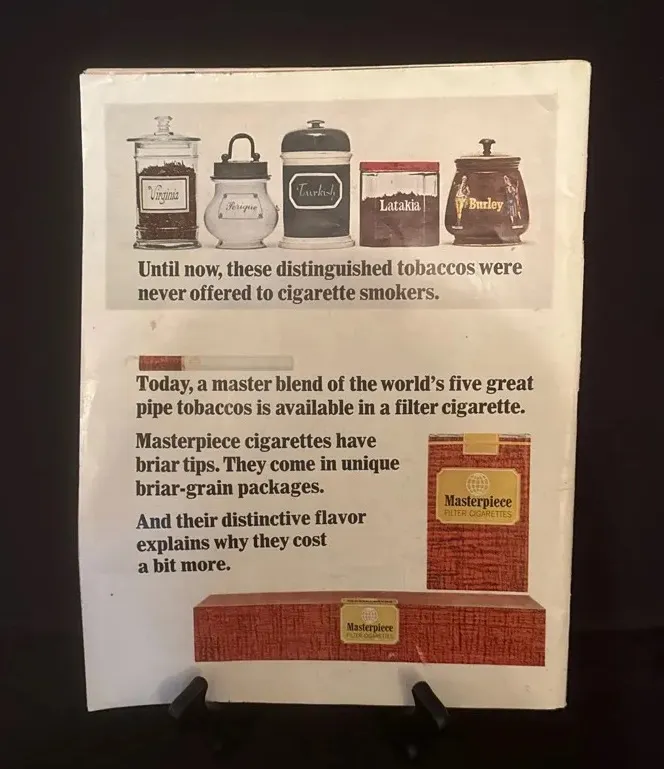 Virginia
Perique
Turkish
Latakia
Burley
Until now, these distinguished tobaccos were
never offered to cigarette smokers.
Today, a master blend of the world's five great
pipe tobaccos is available in a filter cigarette.
Masterpiece cigarettes have
briar tips. They come in unique
briar-grain packages.
And their distinctive flavor
explains why they cost
a bit more.
Masterpiece
FILTER CIGARETTES
Masterpiece
FILTER CIGARETTES